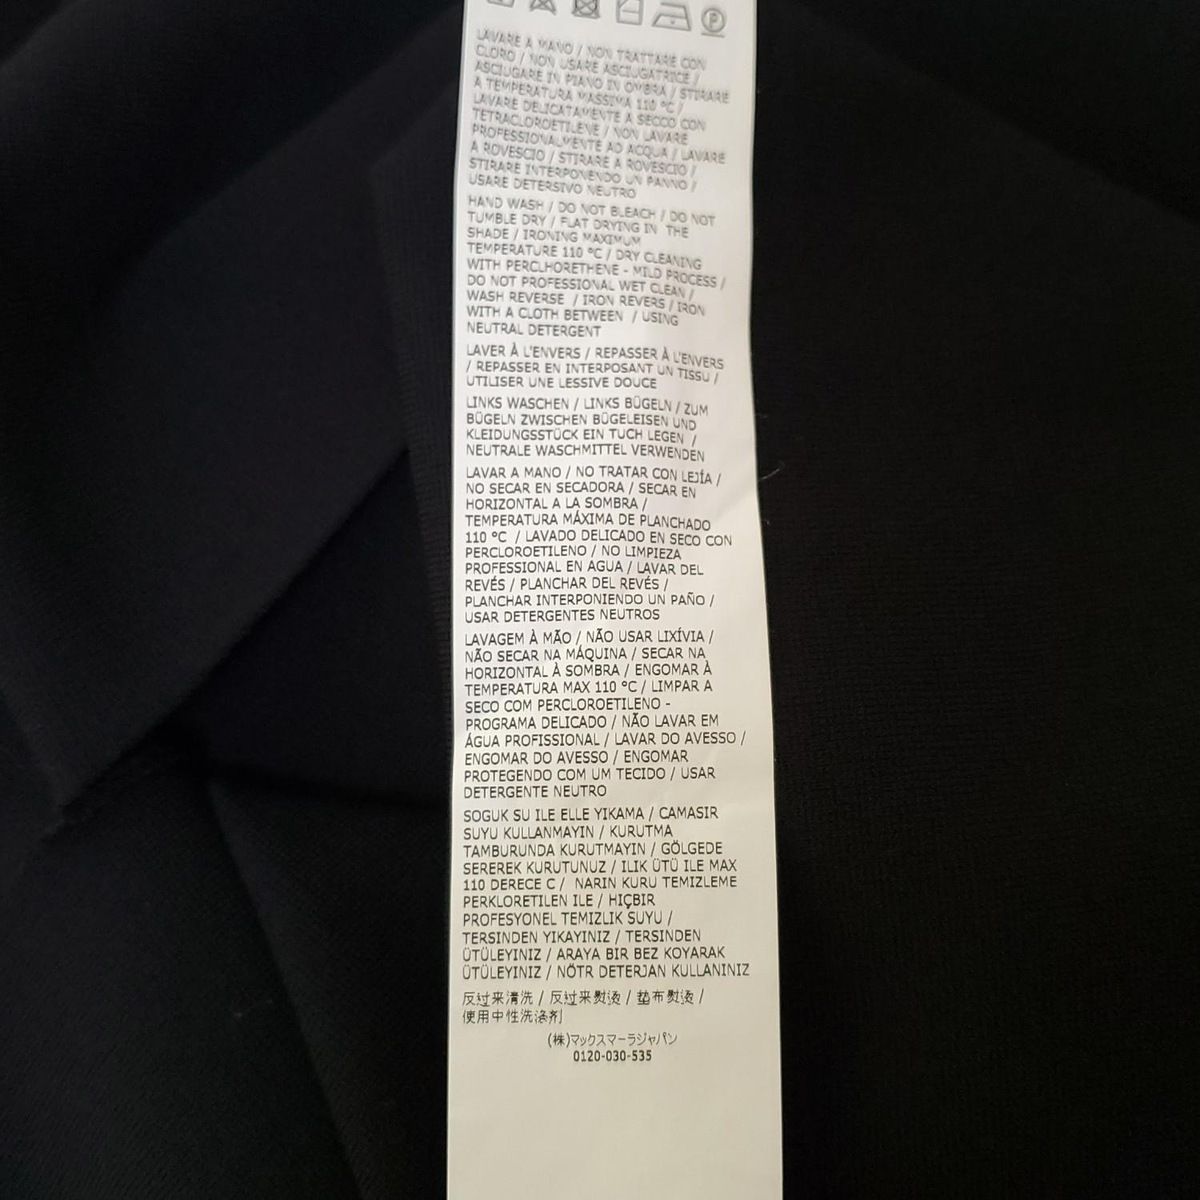 LAVARE A MANO / NON TRATTARE CON
CLORO / NON USARE ASCIUGATRICE /
ASCIUGARE IN PIANO IN OMBRA / STIRARE
A TEMPERATURA MASSIMA 110 °C /
LAVARE DELICATAMENTE A SECCO CON
TETRACLOROETILENE / NON LAVARE
PROFESSIONALMENTE AD ACQUA / LAVARE
A ROVESCIO / STIRARE A ROVESCIO /
STIRARE INTERPONENDO UN PANNO /
USARE DETERSIVO NEUTRO
HAND WASH / DO NOT BLEACH / DO NOT
TUMBLE DRY / FLAT DRYING IN THE
SHADE / IRONING MAXIMUM
TEMPERATURE 110 °C / DRY CLEANING
WITH PERCLHORETHENE - MILD PROCESS /
DO NOT PROFESSIONAL WET CLEAN /
WASH REVERSE / IRON REVERS / IRON
WITH A CLOTH BETWEEN / USING
NEUTRAL DETERGENT
LAVER À L'ENVERS / REPASSER À L'ENVERS
/ REPASSER EN INTERPOSANT UN TISSU /
UTILISER UNE LESSIVE DOUCE
LINKS WASCHEN / LINKS BÜGELN / ZUM
BÜGELN ZWISCHEN BÜGELEISEN UND
KLEIDUNGSSTÜCK EIN TUCH LEGEN /
NEUTRALE WASCHMITTEL VERWENDEN
LAVAR A MANO / NO TRATAR CON LEJÍA /
NO SECAR EN SECADORA / SECAR EN
HORIZONTAL A LA SOMBRA /
TEMPERATURA MÁXIMA DE PLANCHADO
110 °C / LAVADO DELICADO EN SECO CON
PERCLOROETILENO / NO LIMPIEZA
PROFESSIONAL EN AGUA / LAVAR DEL
REVÉS / PLANCHAR DEL REVÉS /
PLANCHAR INTERPONIENDO UN PAÑO /
USAR DETERGENTES NEUTROS
LAVAGEM À MÃO / NÃO USAR LIXÍVIA /
NÃO SECAR NA MÁQUINA / SECAR NA
HORIZONTAL À SOMBRA / ENGOMAR À
TEMPERATURA MAX 110 °C / LIMPAR A
SECO COM PERCLOROETILENO -
PROGRAMA DELICADO / NÃO LAVAR EM
ÁGUA PROFISSIONAL / LAVAR DO AVESSO /
ENGOMAR DO AVESSO / ENGOMAR
PROTEGENDO COM UM TECIDO / USAR
DETERGENTE NEUTRO
SOGUK SU ILE ELLE YIKAMA / CAMASIR
SUYU KULLANMAYIN / KURUTMA
TAMBURUNDA KURUTMAYIN / GÖLGEDE
SEREREK KURUTUNUZ / ILIK ÜTÜ ILE MAX
110 DERECE C / NARIN KURU TEMIZLEME
PERKLORETILEN ILE / HIÇBIR
PROFESYONEL TEMIZLIK SUYU /
TERSINDEN YIKAYINIZ / TERSINDEN
ÜTÜLEYINIZ / ARAYA BIR BEZ KOYARAK
ÜTÜLEYINIZ / NÖTR DETERJAN KULLANINIZ
反过来清洗 / 反过来熨烫 / 垫布熨烫 /
使用中性洗涤剂
(株)マックスマーラジャパン
0120-030-535